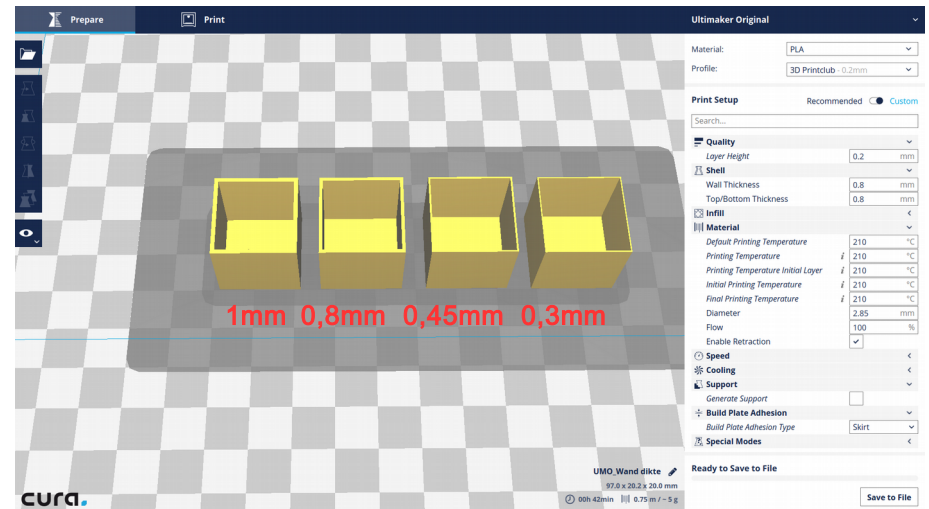 Prepare
Print
Ultimaker Original
Material: PLA
Profile: 3D Printclub - 0.2mm
Print Setup Recommended Custom
Search...
Quality
Layer Height 0.2 mm
Shell
Wall Thickness 0.8 mm
Top/Bottom Thickness 0.8 mm
Infill
Material
Default Printing Temperature 210 °C
Printing Temperature i 210 °C
Printing Temperature Initial Layer i 210 °C
Initial Printing Temperature i 210 °C
Final Printing Temperature i 210 °C
Diameter 2.85 mm
Flow 100 %
Enable Retraction
Speed
Cooling
Support
Generate Support
Build Plate Adhesion
Build Plate Adhesion Type Skirt
Special Modes
1mm 0,8mm 0,45mm 0,3mm
UMO_Wand dikte
97.0 x 20.2 x 20.0 mm
00h 42min 0.75 m / ~ 5 g
cura.
Ready to Save to File
Save to File